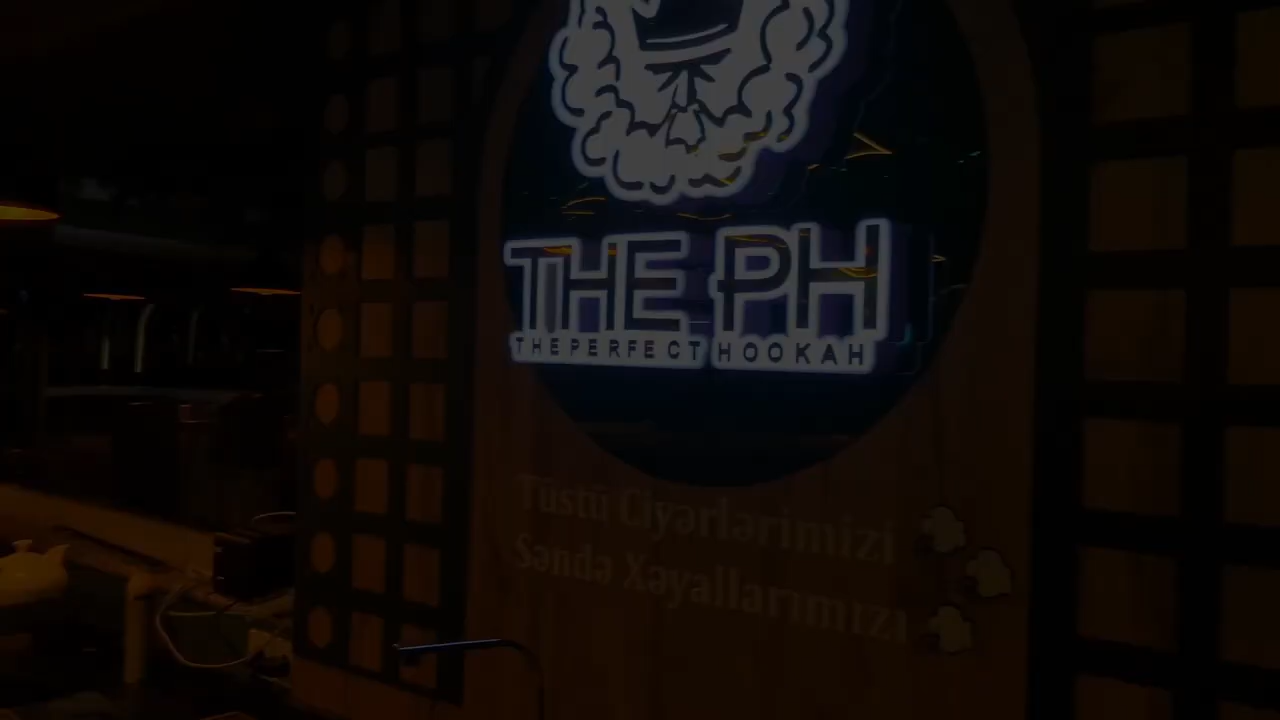 THE PH
THE PERFECT HOOKAH
Tüstü Ciyərlərimizi
Səndə Xəyallarımızı